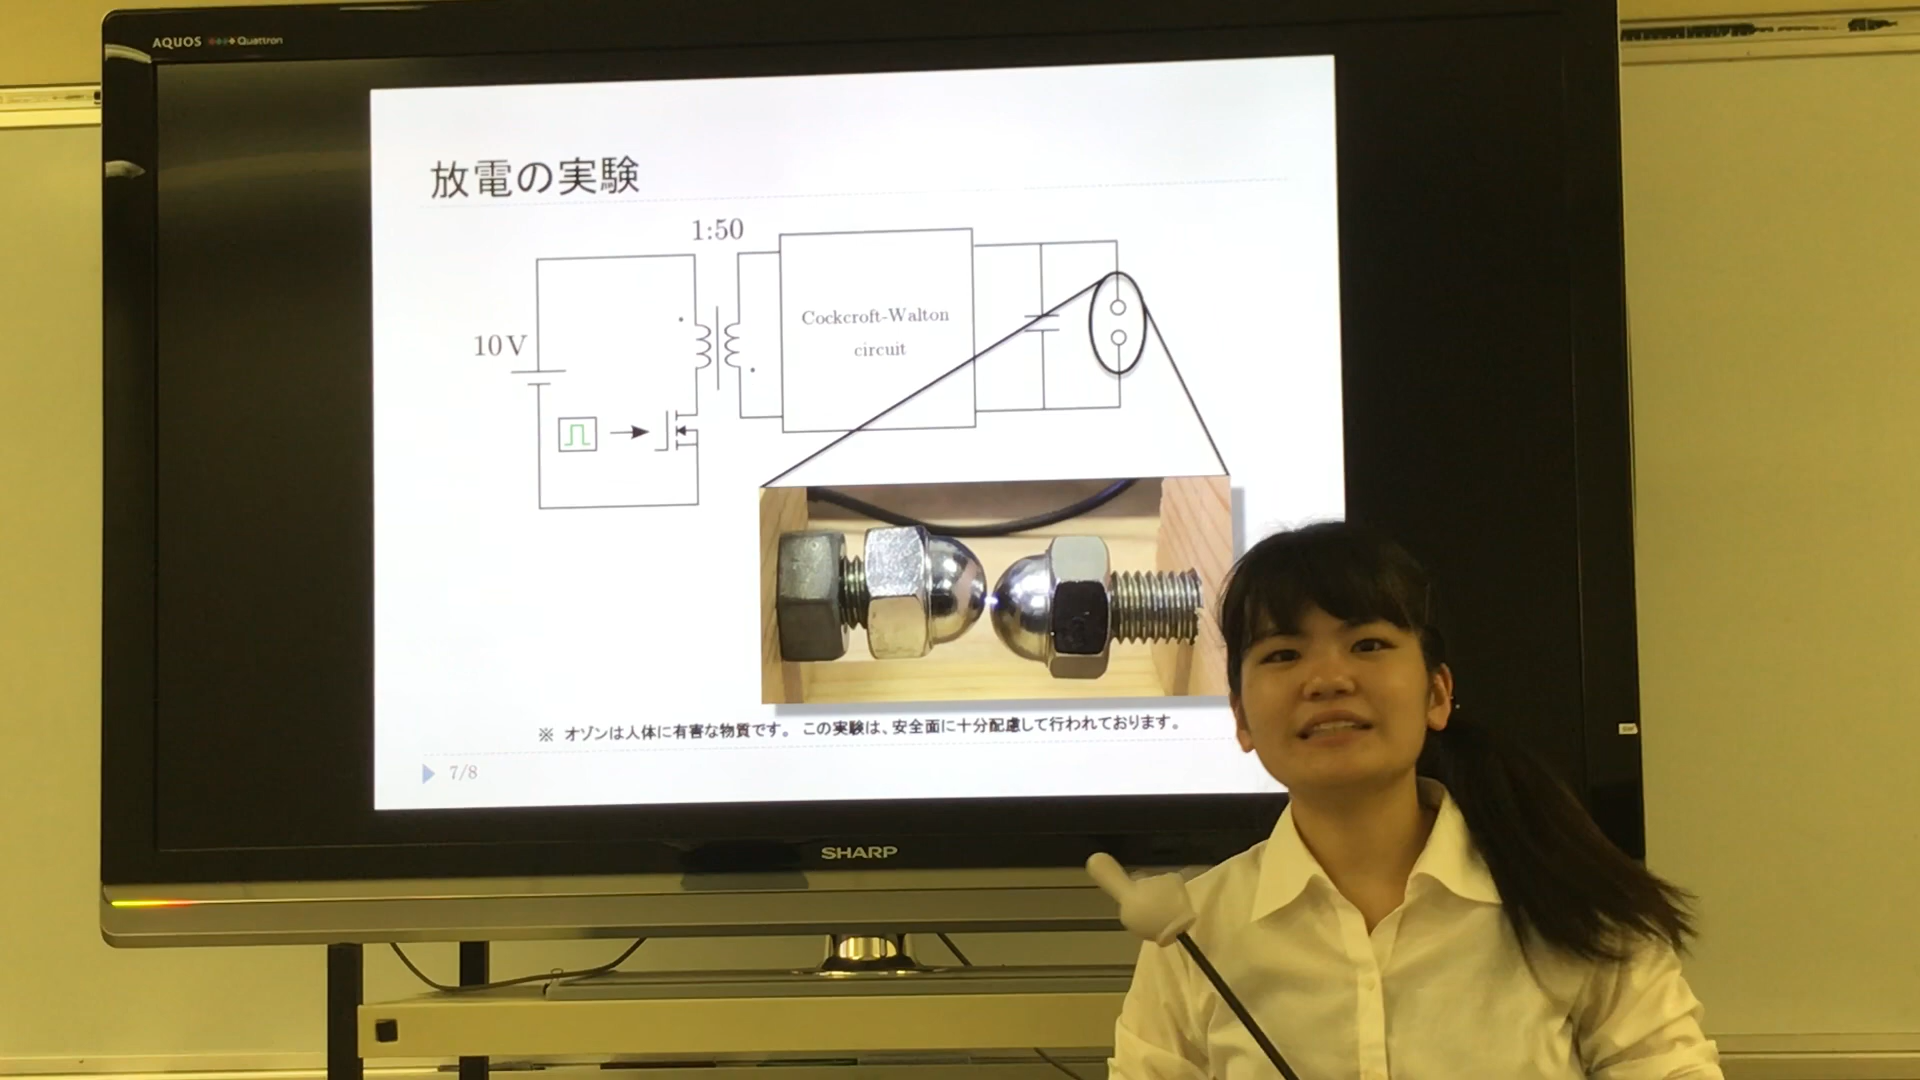 AQUOS Quattron
放電の実験
1:50
10V
Cockcroft-Walton
circuit
※ オゾンは人体に有害な物質です。この実験は、安全面に十分配慮して行われております。
7/8
SHARP